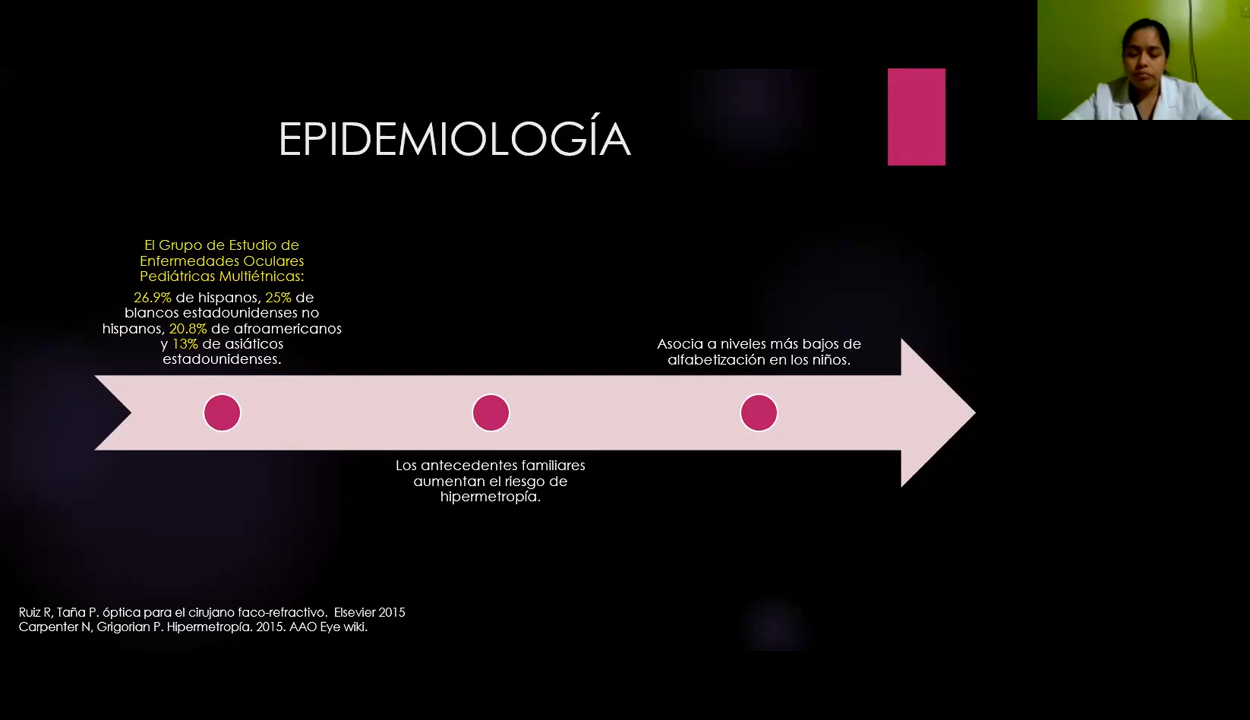 EPIDEMIOLOGÍA
El Grupo de Estudio de
Enfermedades Oculares
Pediátricas Multiétnicas:
26.9% de hispanos, 25% de
blancos estadounidenses no
hispanos, 20.8% de afroamericanos
y 13% de asiáticos
estadounidenses.
Los antecedentes familiares
aumentan el riesgo de
hipermetropía.
Asocia a niveles más bajos de
alfabetización en los niños.
Ruiz R, Taña P. óptica para el cirujano faco-refractivo. Elsevier 2015
Carpenter N, Grigorian P. Hipermetropía. 2015. AAO Eye wiki.